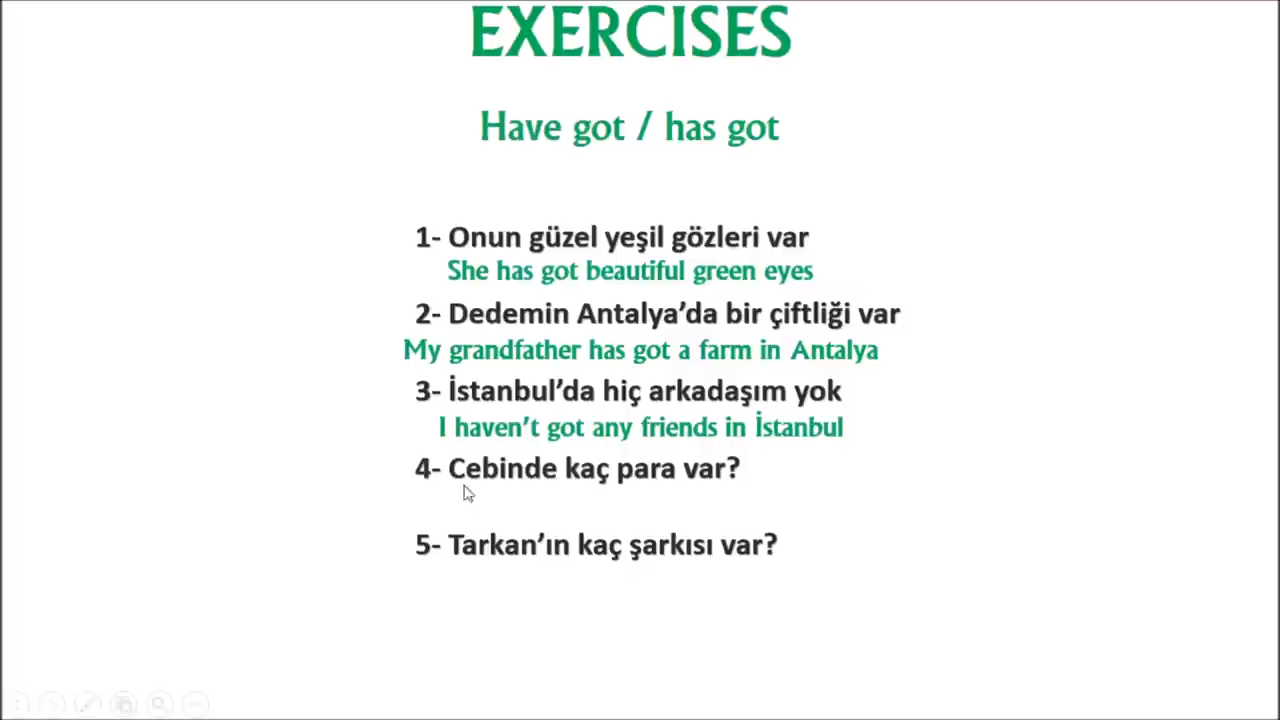 EXERCISES
Have got / has got
1- Onun güzel yeşil gözleri var
She has got beautiful green eyes
2- Dedemin Antalya’da bir çiftliği var
My grandfather has got a farm in Antalya
3- İstanbul’da hiç arkadaşım yok
I haven’t got any friends in İstanbul
4- Cebinde kaç para var?
5- Tarkan’ın kaç şarkısı var?